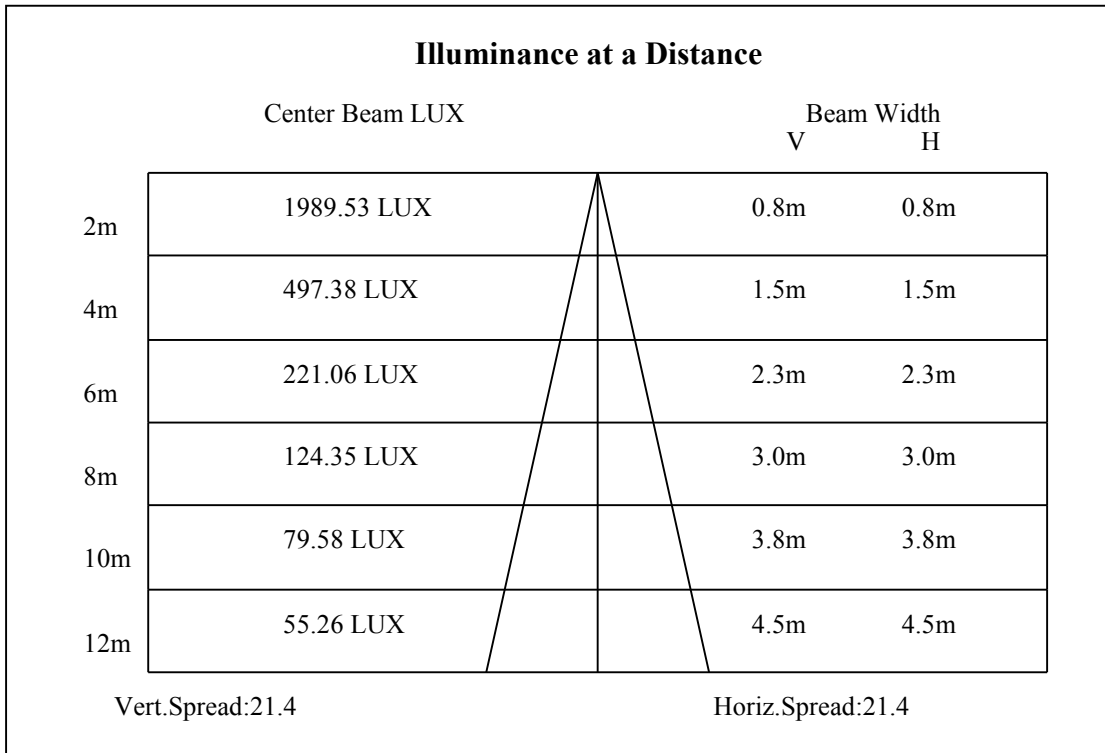 Illuminance at a Distance
Center Beam LUX Beam Width
V H
2m 1989.53 LUX 0.8m 0.8m
4m 497.38 LUX 1.5m 1.5m
6m 221.06 LUX 2.3m 2.3m
8m 124.35 LUX 3.0m 3.0m
10m 79.58 LUX 3.8m 3.8m
12m 55.26 LUX 4.5m 4.5m
Vert.Spread:21.4 Horiz.Spread:21.4